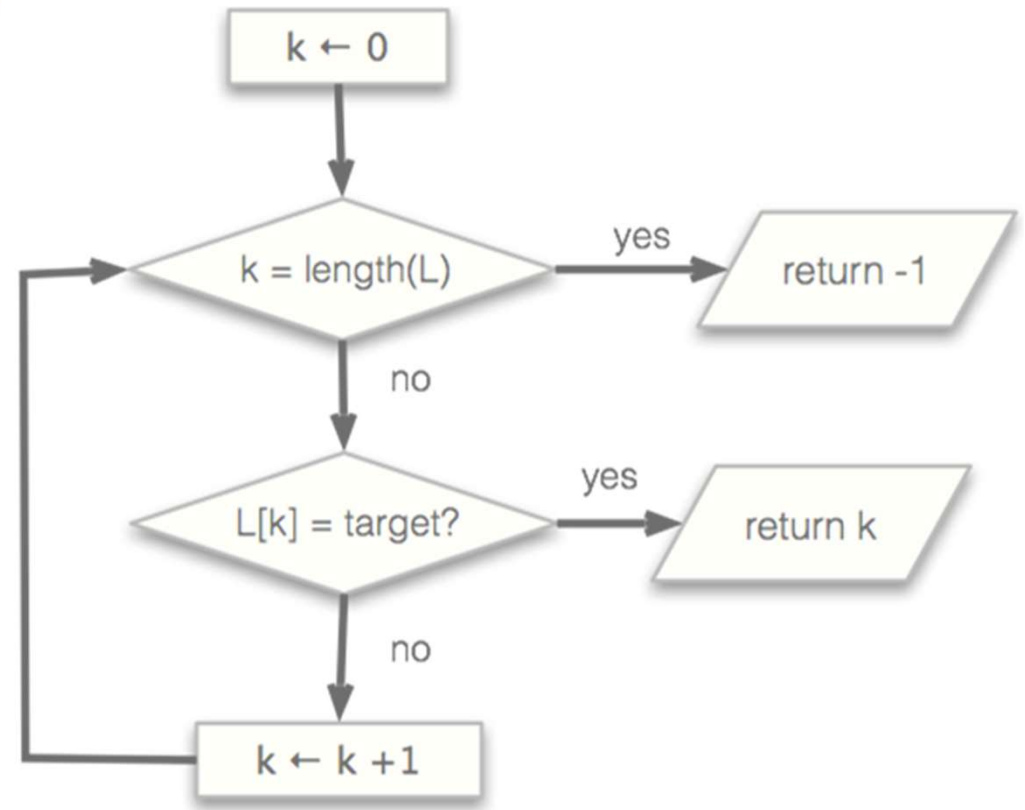 k ← 0
k = length(L)
yes
return -1
no
L[k] = target?
yes
return k
no
k ← k +1